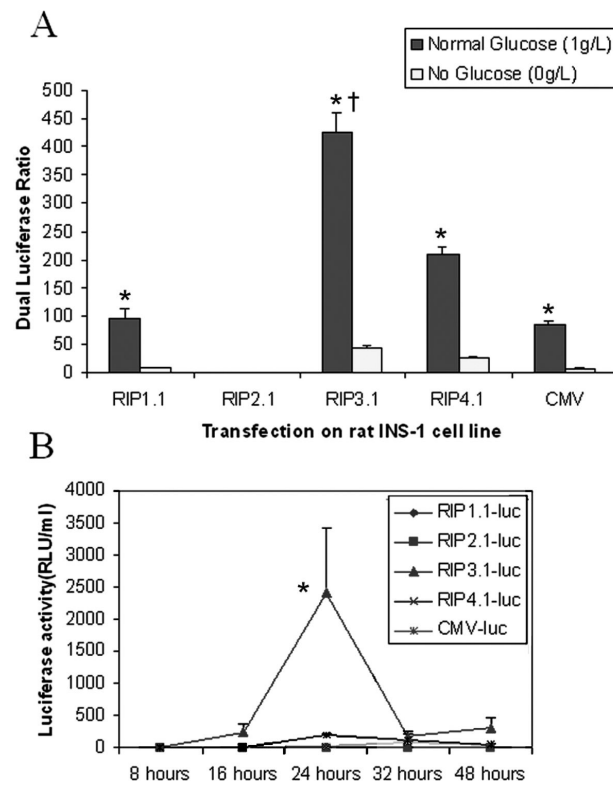 A
Normal Glucose (1g/L)
No Glucose (0g/L)
Dual Luciferase Ratio
500
450
400
350
300
250
200
150
100
50
0
*
*†
*
*
RIP1.1 RIP2.1 RIP3.1 RIP4.1 CMV
Transfection on rat INS-1 cell line
B
Luciferase activity(RLU/ml)
4000
3500
3000
2500
2000
1500
1000
500
0
*
RIP1.1-luc
RIP2.1-luc
RIP3.1-luc
RIP4.1-luc
CMV-luc
8 hours 16 hours 24 hours 32 hours 48 hours